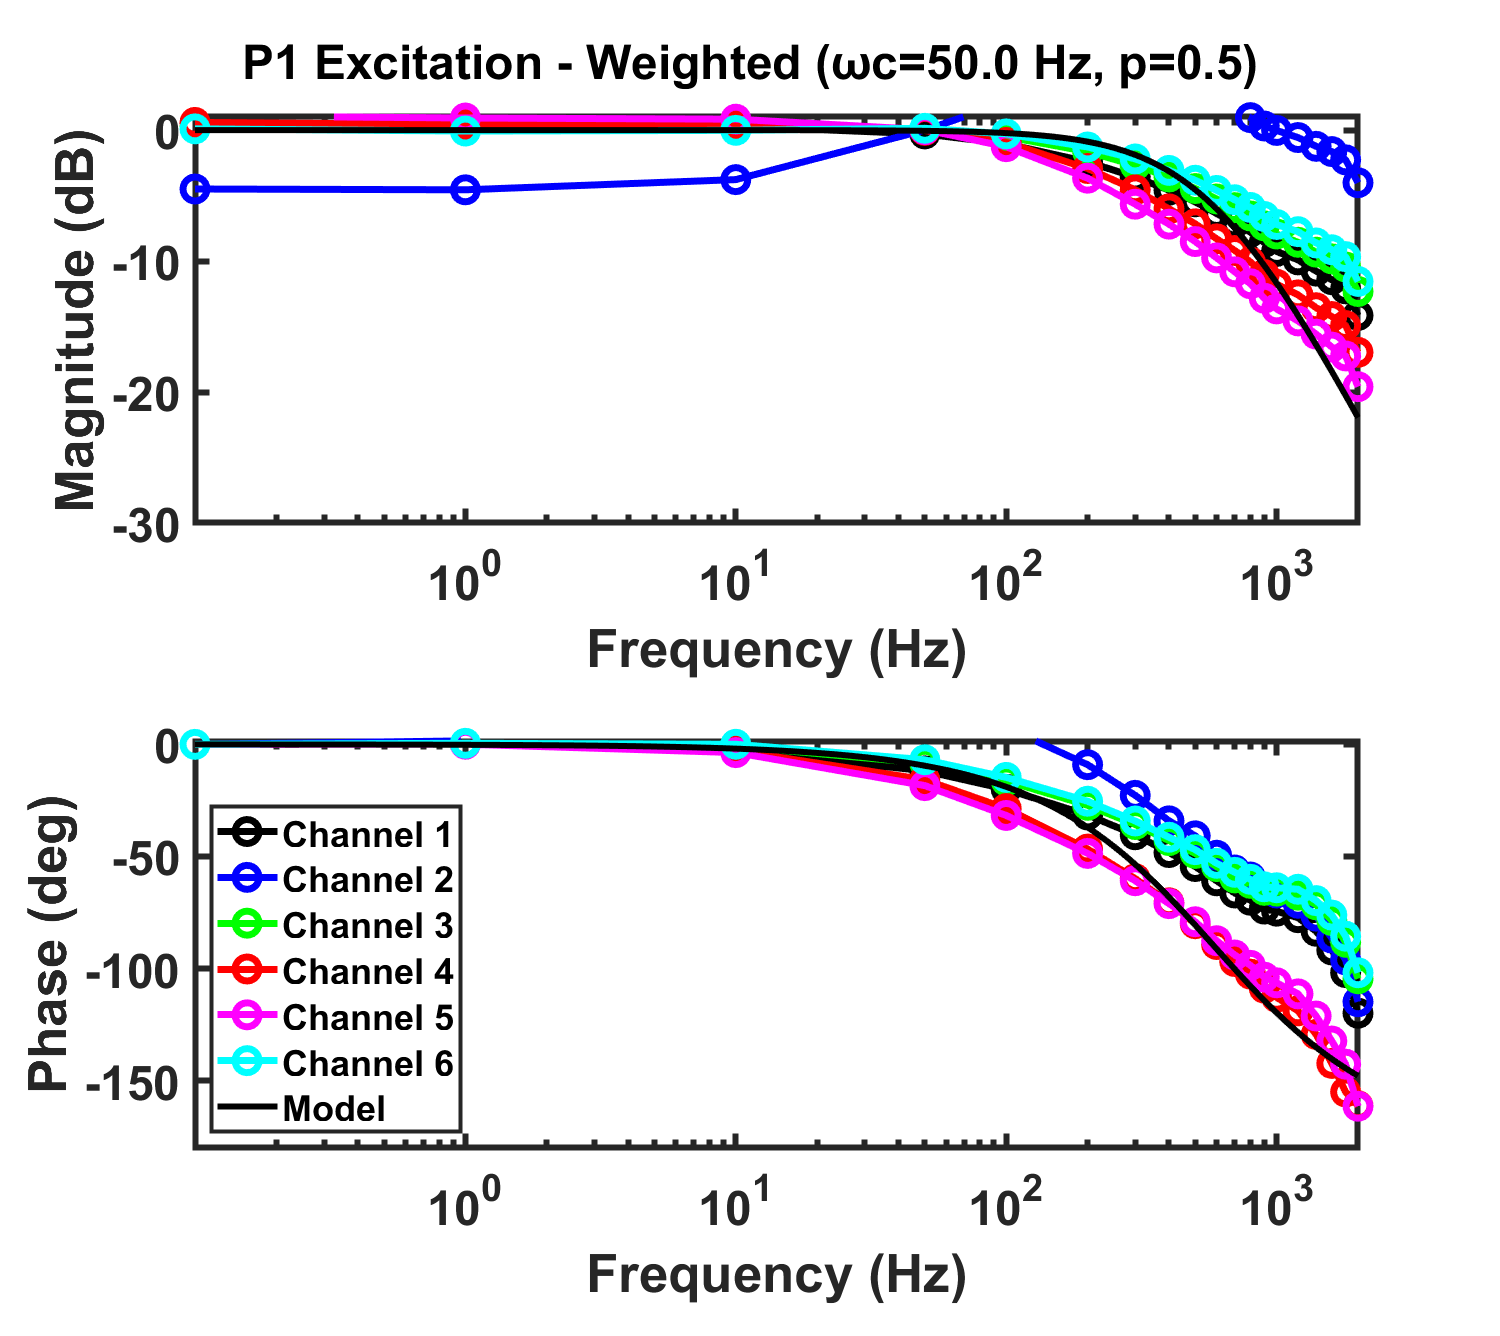 P1 Excitation - Weighted (ωc=50.0 Hz, p=0.5)
Magnitude (dB)
0
-10
-20
-30
10^0
10^1
10^2
10^3
Frequency (Hz)
Phase (deg)
0
-50
-100
-150
Channel 1
Channel 2
Channel 3
Channel 4
Channel 5
Channel 6
Model
10^0
10^1
10^2
10^3
Frequency (Hz)